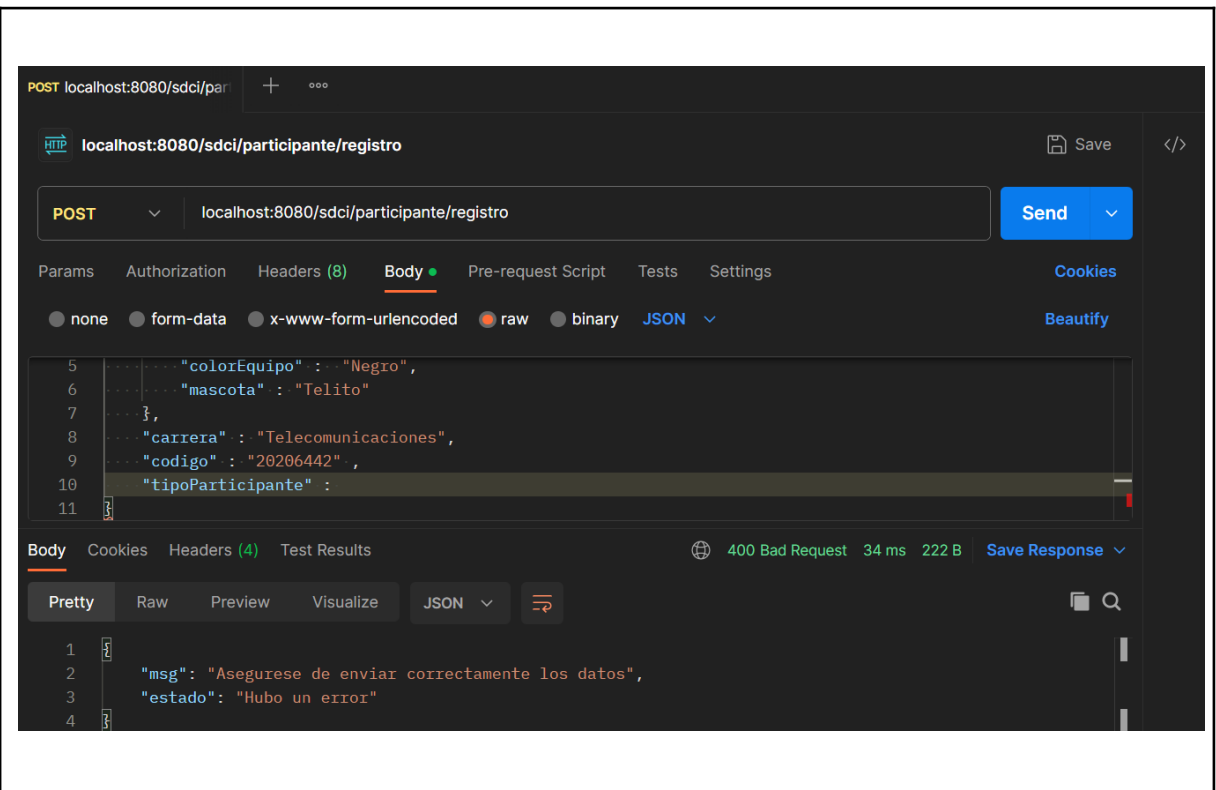 POST localhost:8080/sdci/par
HTTP localhost:8080/sdci/participante/registro Save </>
POST localhost:8080/sdci/participante/registro Send
Params Authorization Headers (8) Body Pre-request Script Tests Settings Cookies
none form-data x-www-form-urlencoded raw binary JSON Beautify
5 "colorEquipo" : "Negro",
6 "mascota" : "Telito"
7 },
8 "carrera" : "Telecomunicaciones",
9 "codigo" : "20206442" ,
10 "tipoParticipante" :
11 }
Body Cookies Headers (4) Test Results 400 Bad Request 34 ms 222 B Save Response
Pretty Raw Preview Visualize JSON
1 {
2 "msg": "Asegurese de enviar correctamente los datos",
3 "estado": "Hubo un error"
4 }